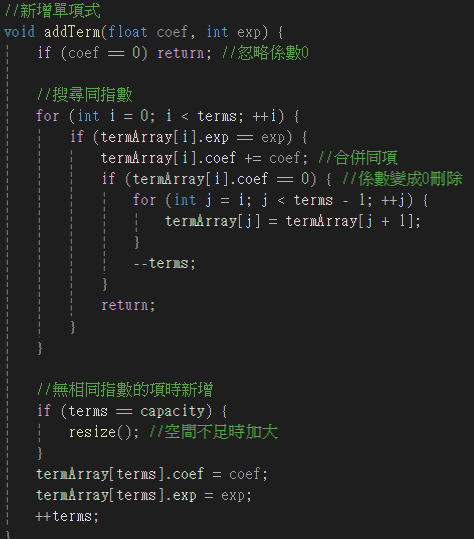 //新增單項式
void addTerm(float coef, int exp) {
    if (coef == 0) return; //忽略係數0

    //搜尋同指數
    for (int i = 0; i < terms; ++i) {
        if (termArray[i].exp == exp) {
            termArray[i].coef += coef; //合併同項
            if (termArray[i].coef == 0) { //係數變成0刪除
                for (int j = i; j < terms - 1; ++j) {
                    termArray[j] = termArray[j + 1];
                }
                --terms;
            }
            return;
        }
    }

    //無相同指數的項時新增
    if (terms == capacity) {
        resize(); //空間不足時加大
    }
    termArray[terms].coef = coef;
    termArray[terms].exp = exp;
    ++terms;
}